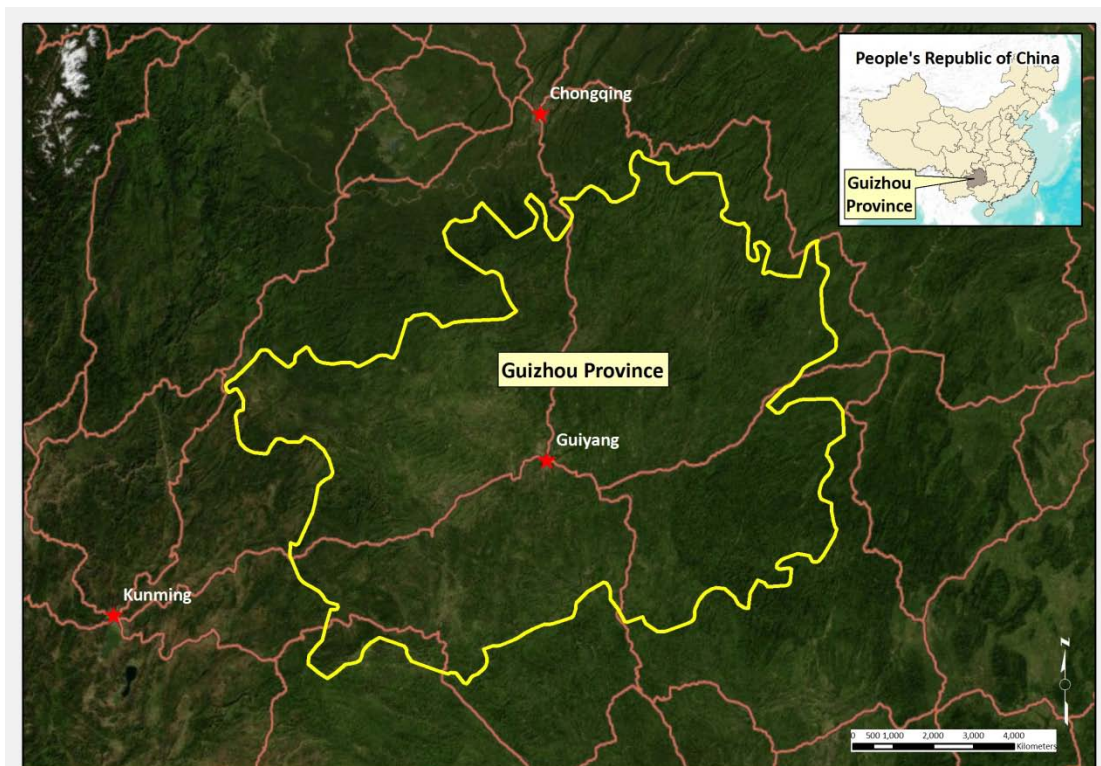 People's Republic of China
Guizhou
Province
Chongqing
Guizhou Province
Guiyang
Kunming
N
0 500 1,000 2,000 3,000 4,000
Kilometers